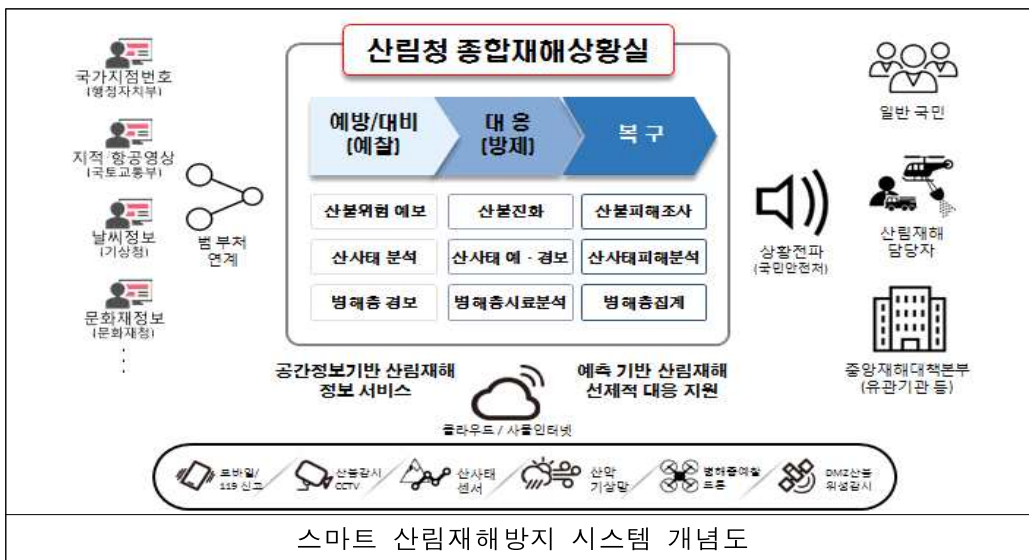 산림청 종합재해상황실
국가지점번호
(행정자치부)
지적/항공영상
(국토교통부)
날씨정보
(기상청)
문화재정보
(문화재청)
범 부처
연계
예방/대비
(예찰)
대 응
(방제)
복 구
산불위험 예보
산불진화
산불피해조사
산사태 분석
산사태 예·경보
산사태피해분석
병해충 경보
병해충시료분석
병해충집계
상황전파
(국민안전처)
일반 국민
산림재해
담당자
중앙재해대책본부
(유관기관 등)
공간정보기반 산림재해
정보 서비스
예측 기반 산림재해
선제적 대응 지원
클라우드 / 사물인터넷
모바일/
119 신고
산불감시
CCTV
산사태
센서
산악
기상망
병해충예찰
드론
DMZ산불
위성감시
스마트 산림재해방지 시스템 개념도